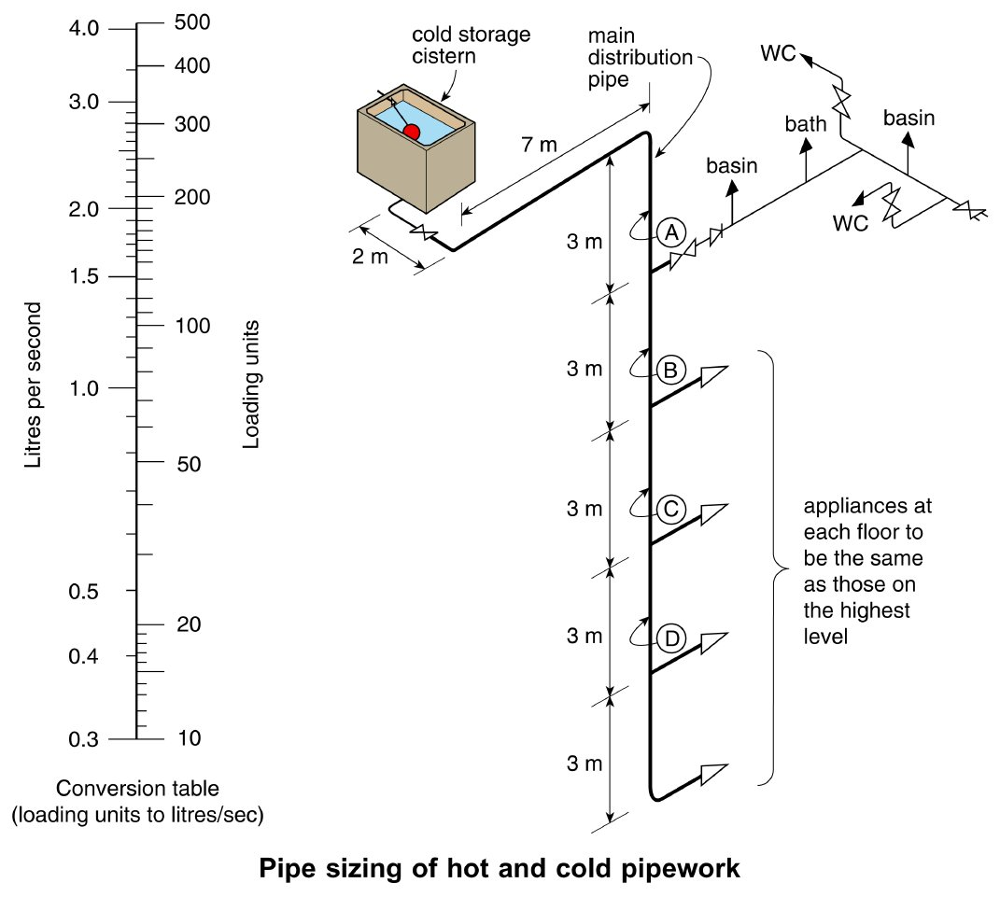 4.0
500
400
3.0
300
2.0
200
1.5
100
1.0
50
0.5
20
0.4
0.3
10
Litres per second
Loading units
Conversion table
(loading units to litres/sec)
cold storage
cistern
main
distribution
pipe
7 m
2 m
3 m
3 m
3 m
3 m
3 m
A
B
C
D
basin
bath
WC
basin
WC
appliances at
each floor to
be the same
as those on
the highest
level
Pipe sizing of hot and cold pipework